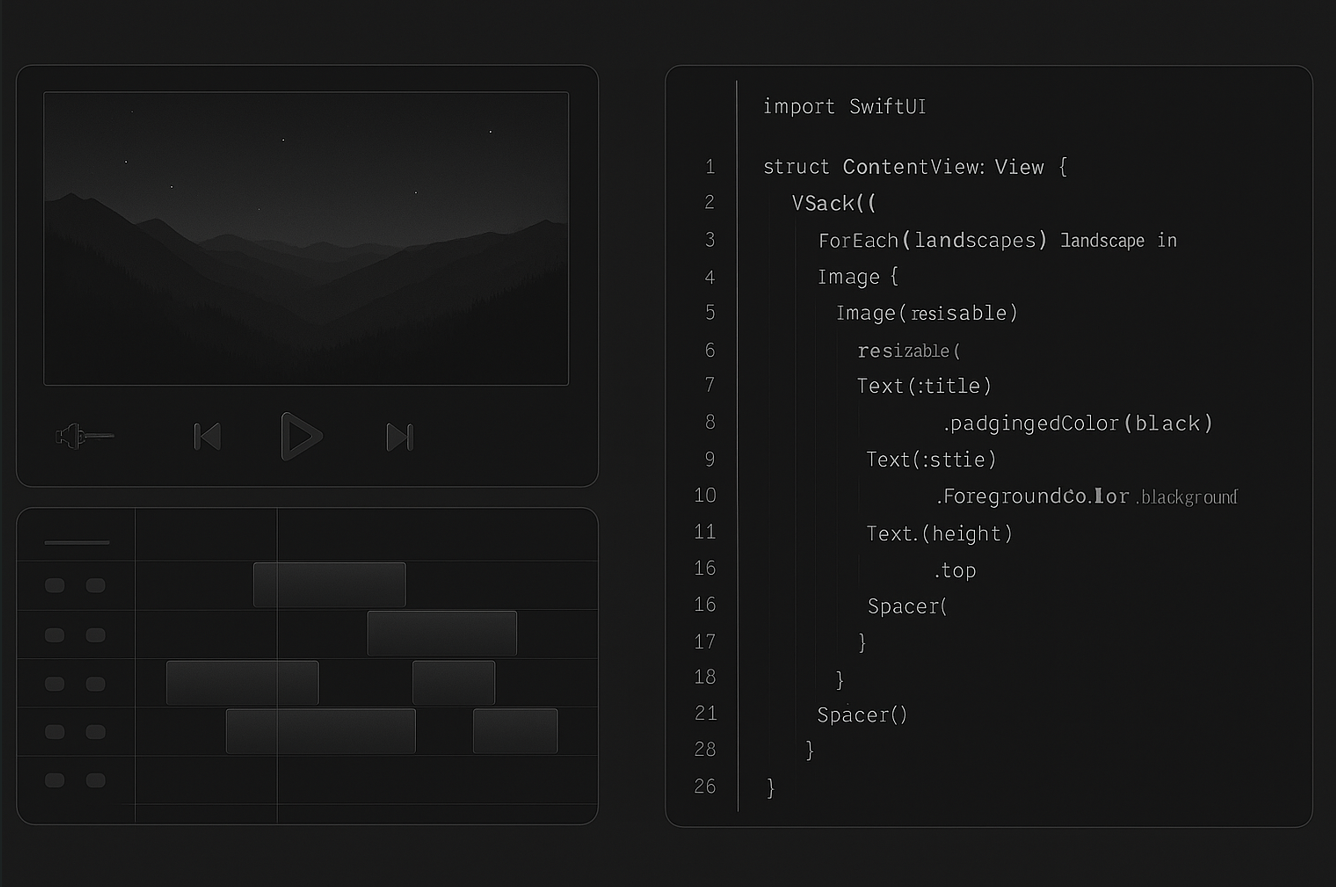 import SwiftUI
1 struct ContentView: View {
2 VSack((
3 ForEach(landscapes) landscape in
4 Image {
5 Image(resisable)
6 resizable(
7 Text(:title)
8 .padgingedColor(black)
9 Text(:sttie)
10 .Foregroundco.lor .blackground
11 Text.(height)
16 .top
16 Spacer(
17 }
18 }
21 Spacer()
28 }
26 }